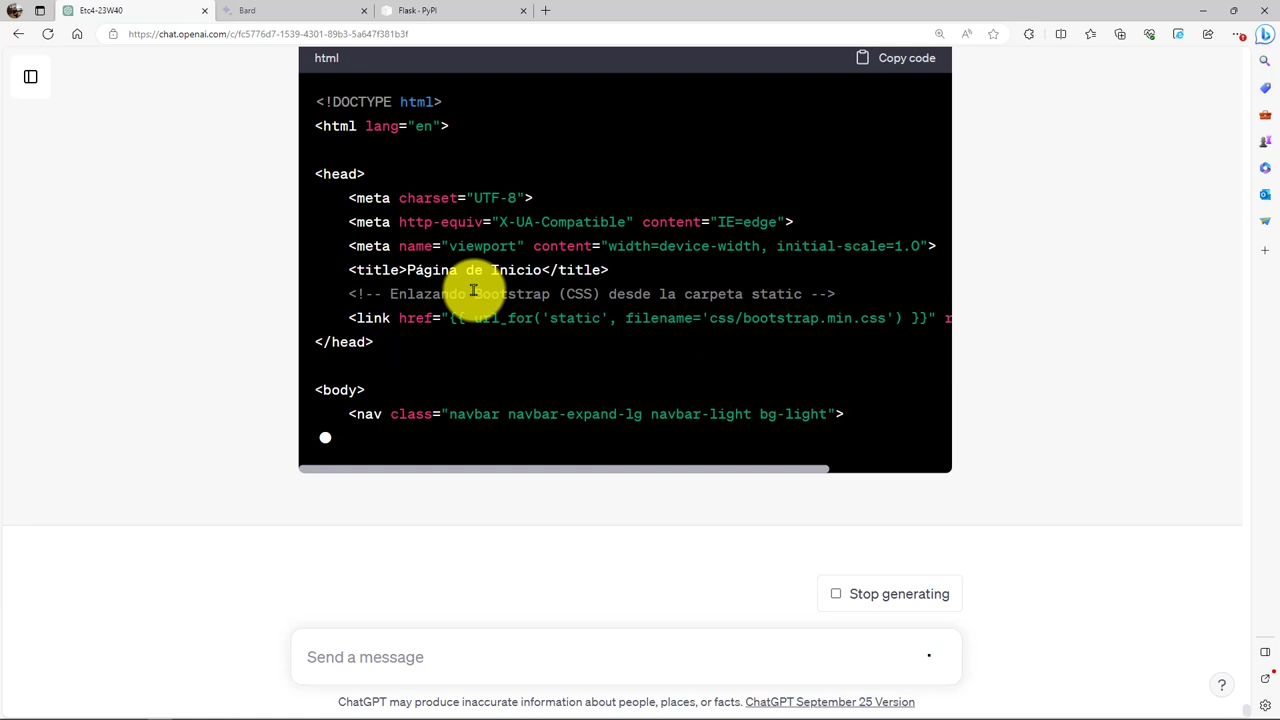 Etc4-23W40
Bard
Flask · PyPI
https://chat.openai.com/c/fc5776d7-1539-4301-89b3-5a647f381b3f
html
Copy code
<!DOCTYPE html>
<html lang="en">
<head>
<meta charset="UTF-8">
<meta http-equiv="X-UA-Compatible" content="IE=edge">
<meta name="viewport" content="width=device-width, initial-scale=1.0">
<title>Página de Inicio</title>
<!-- Enlazando Bootstrap (CSS) desde la carpeta static -->
<link href="{{ url_for('static', filename='css/bootstrap.min.css') }}" r
</head>
<body>
<nav class="navbar navbar-expand-lg navbar-light bg-light">
Stop generating
Send a message
ChatGPT may produce inaccurate information about people, places, or facts. ChatGPT September 25 Version
?